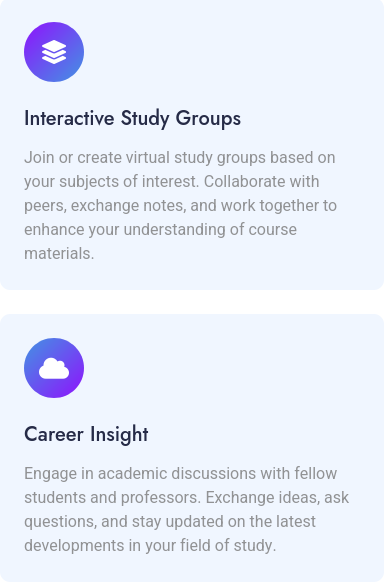 Interactive Study Groups
Join or create virtual study groups based on
your subjects of interest. Collaborate with
peers, exchange notes, and work together to
enhance your understanding of course
materials.
Career Insight
Engage in academic discussions with fellow
students and professors. Exchange ideas, ask
questions, and stay updated on the latest
developments in your field of study.